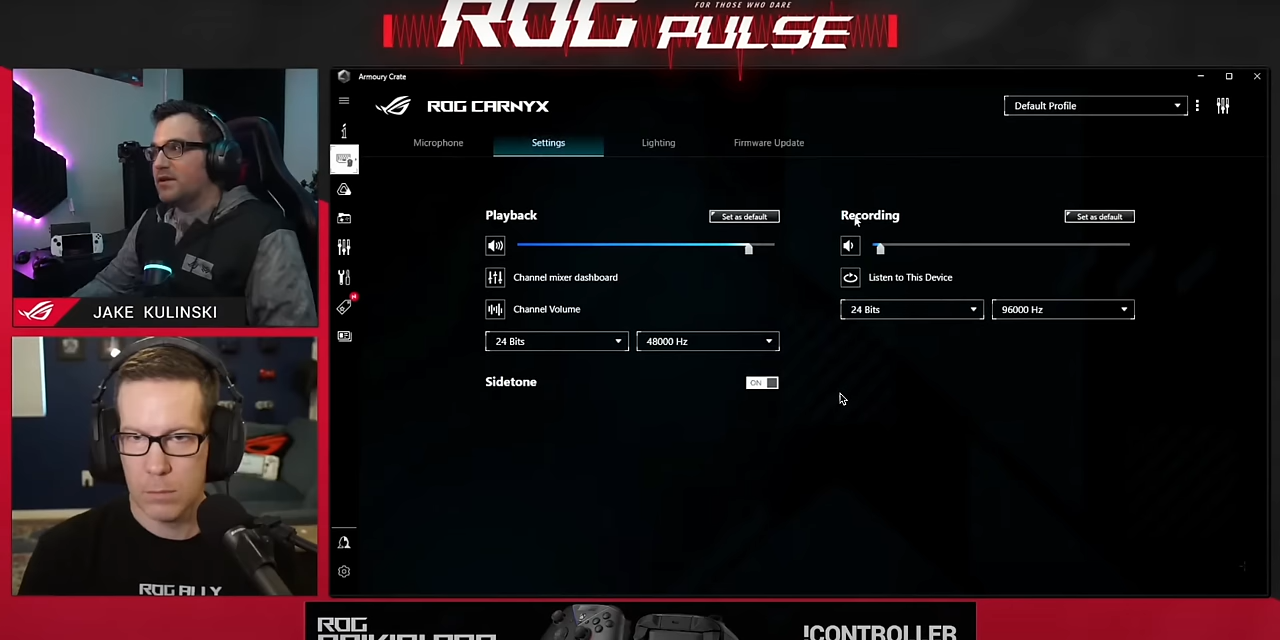 FOR THOSE WHO DARE
ROG PULSE
Armoury Crate
ROG CARNYX
Default Profile
Microphone
Settings
Lighting
Firmware Update
Playback
Set as default
Recording
Set as default
Channel mixer dashboard
Listen to This Device
Channel Volume
24 Bits
96000 Hz
24 Bits
48000 Hz
Sidetone
ON
JAKE KULINSKI
ROG ALLY
ROG
!CONTROLLER